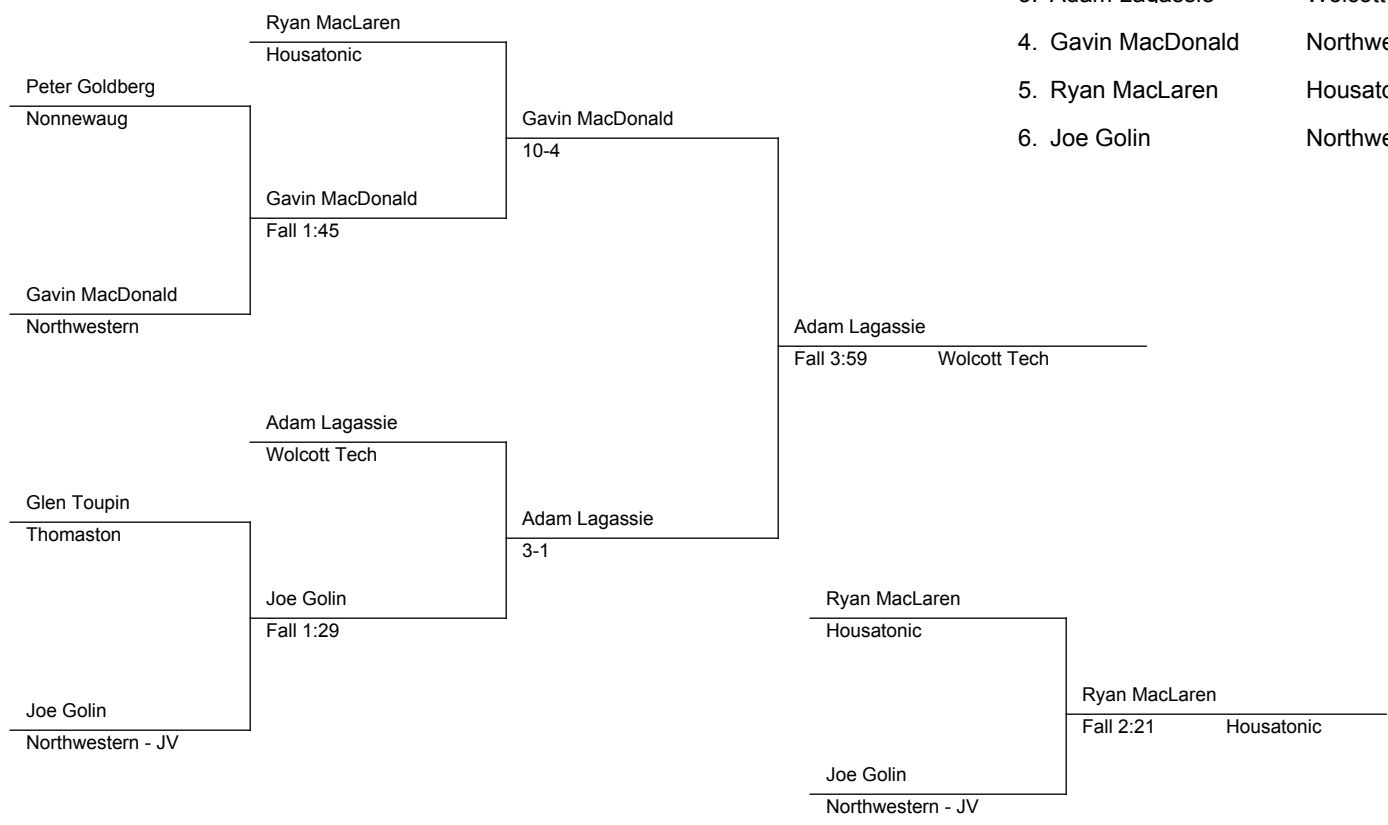 Ryan MacLaren
Housatonic
Peter Goldberg
Nonnewaug
Gavin MacDonald
10-4
Gavin MacDonald
Fall 1:45
Gavin MacDonald
Northwestern
Adam Lagassie
Fall 3:59 Wolcott Tech
Adam Lagassie
Wolcott Tech
Glen Toupin
Thomaston
Adam Lagassie
3-1
Joe Golin
Fall 1:29
Joe Golin
Northwestern - JV
Ryan MacLaren
Housatonic
Ryan MacLaren
Fall 2:21 Housatonic
Joe Golin
Northwestern - JV
Adam Lagassie
4. Gavin MacDonald
5. Ryan MacLaren
6. Joe Golin